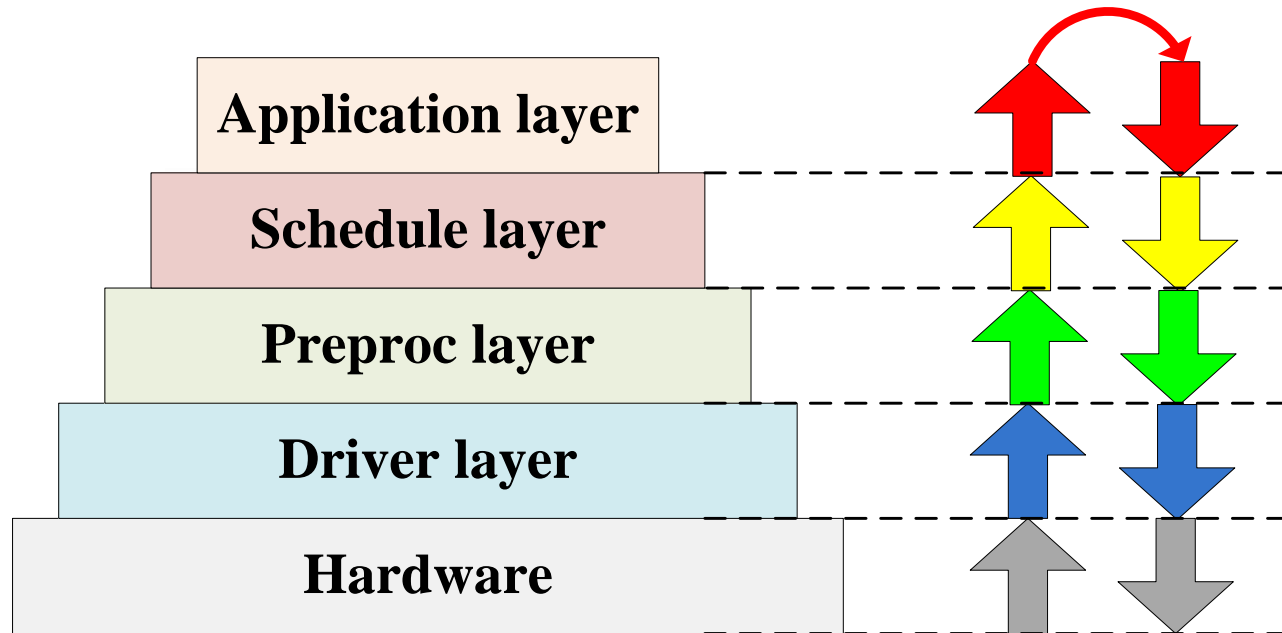 Application layer
Schedule layer
Preproc layer
Driver layer
Hardware